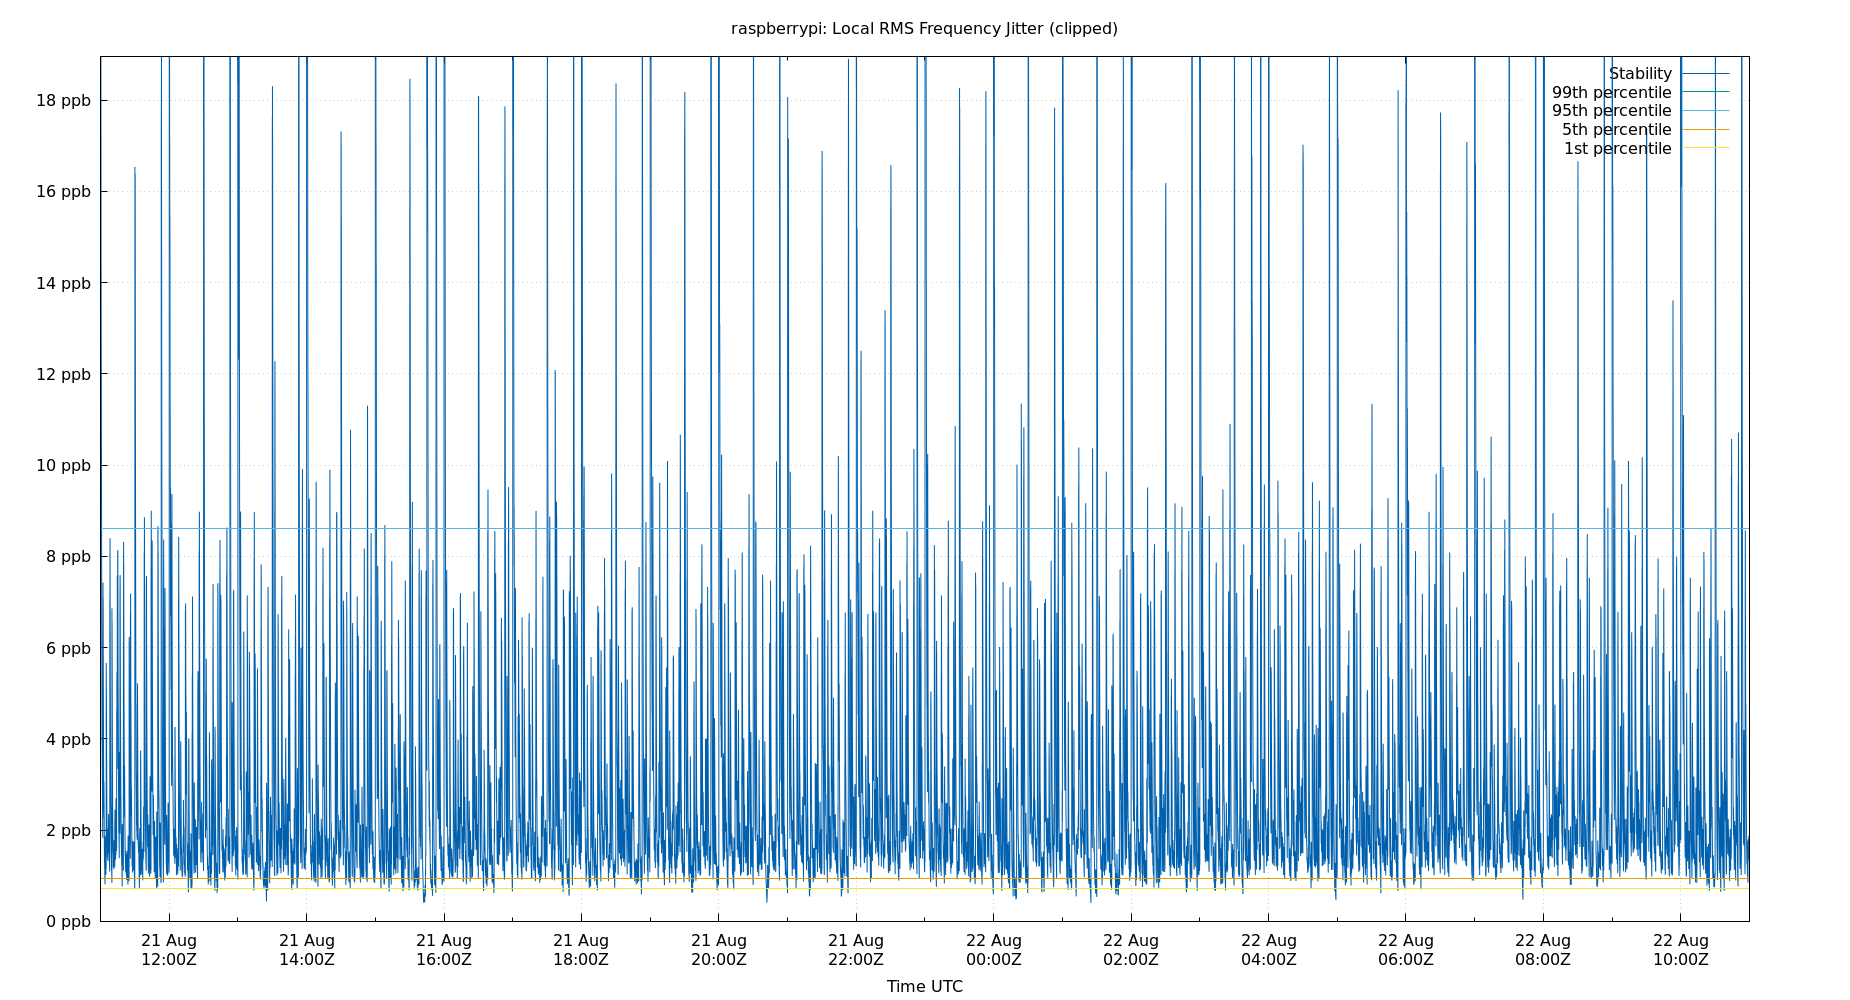 raspberrypi: Local RMS Frequency Jitter (clipped)
Stability
99th percentile
95th percentile
5th percentile
1st percentile
18 ppb
16 ppb
14 ppb
12 ppb
10 ppb
8 ppb
6 ppb
4 ppb
2 ppb
0 ppb
21 Aug 21 Aug 21 Aug 21 Aug 21 Aug 21 Aug 22 Aug 22 Aug 22 Aug 22 Aug 22 Aug 22 Aug
12:00Z 14:00Z 16:00Z 18:00Z 20:00Z 22:00Z 00:00Z 02:00Z 04:00Z 06:00Z 08:00Z 10:00Z
Time UTC